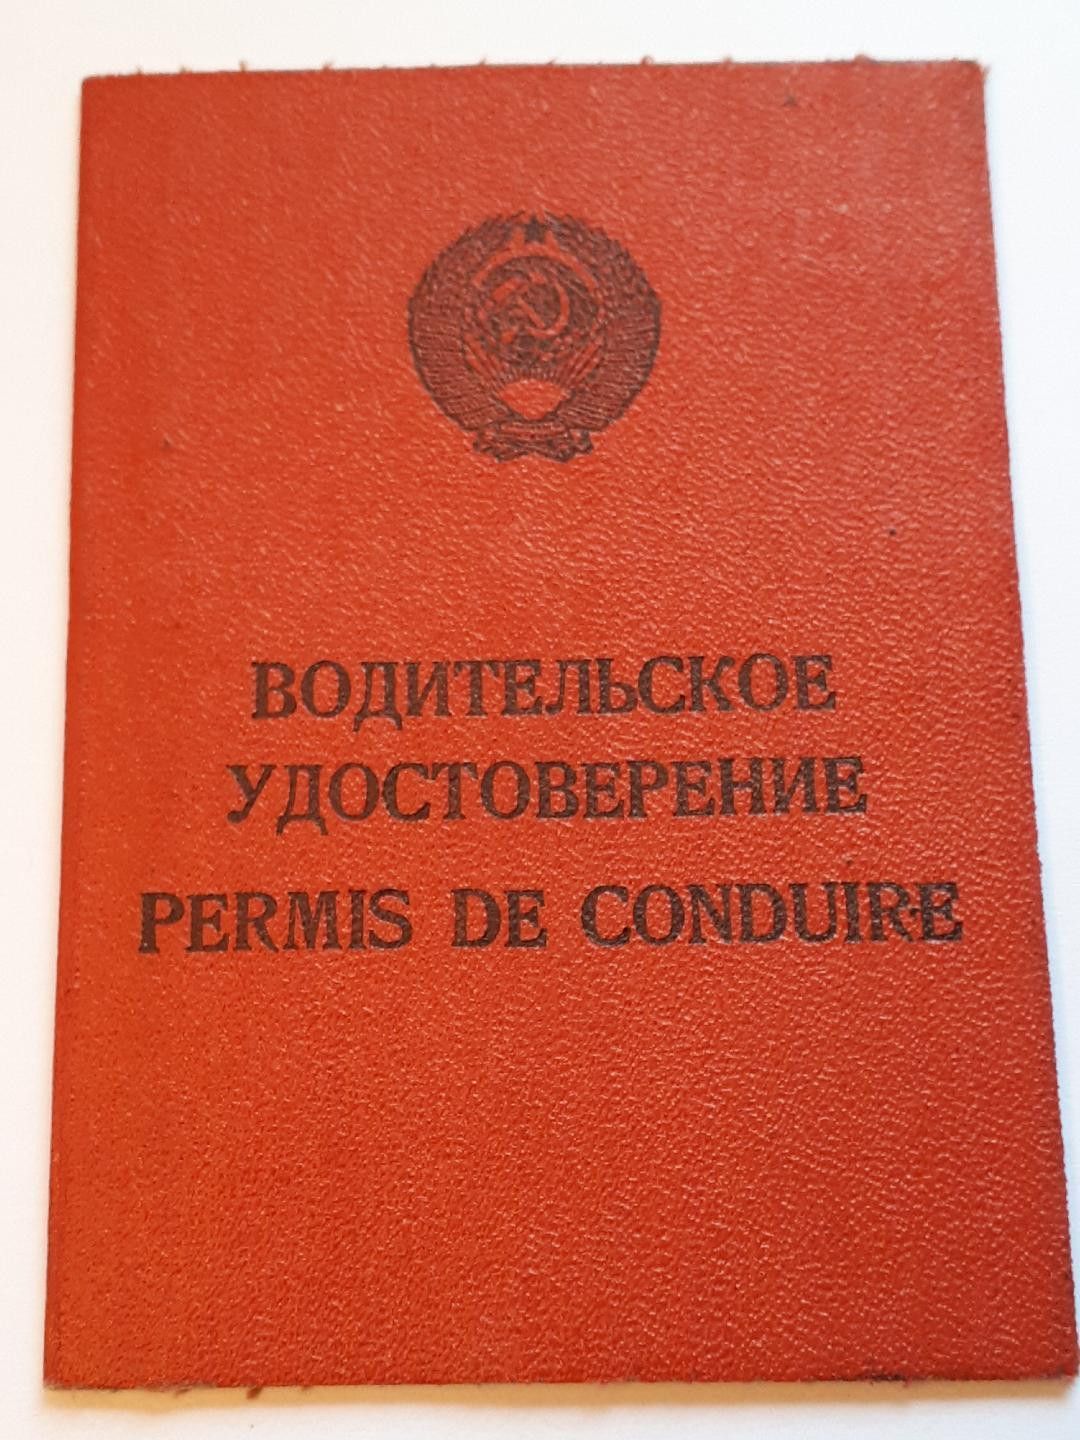 ВОДИТЕЛЬСКОЕ
УДОСТОВЕРЕНИЕ
PERMIS DE CONDUIRE